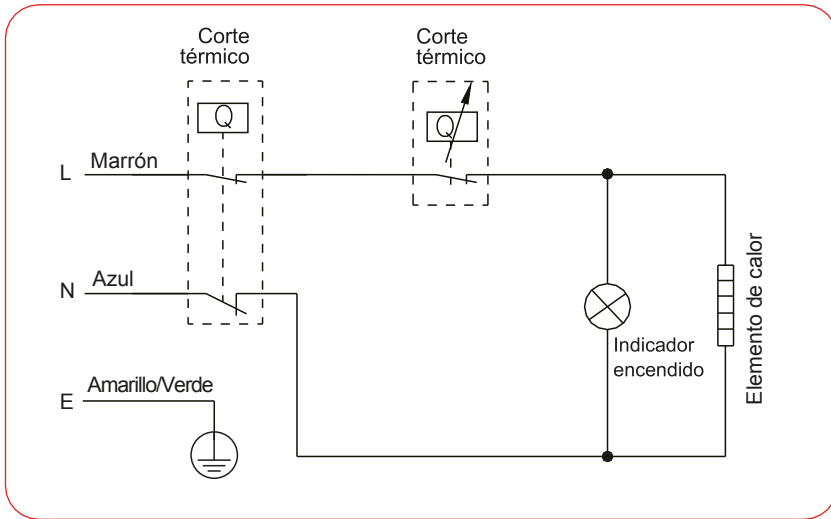 Corte
térmico
Corte
térmico
Q
Q
L
Marrón
N
Azul
E
Amarillo/Verde
Indicador
encendido
Elemento de calor